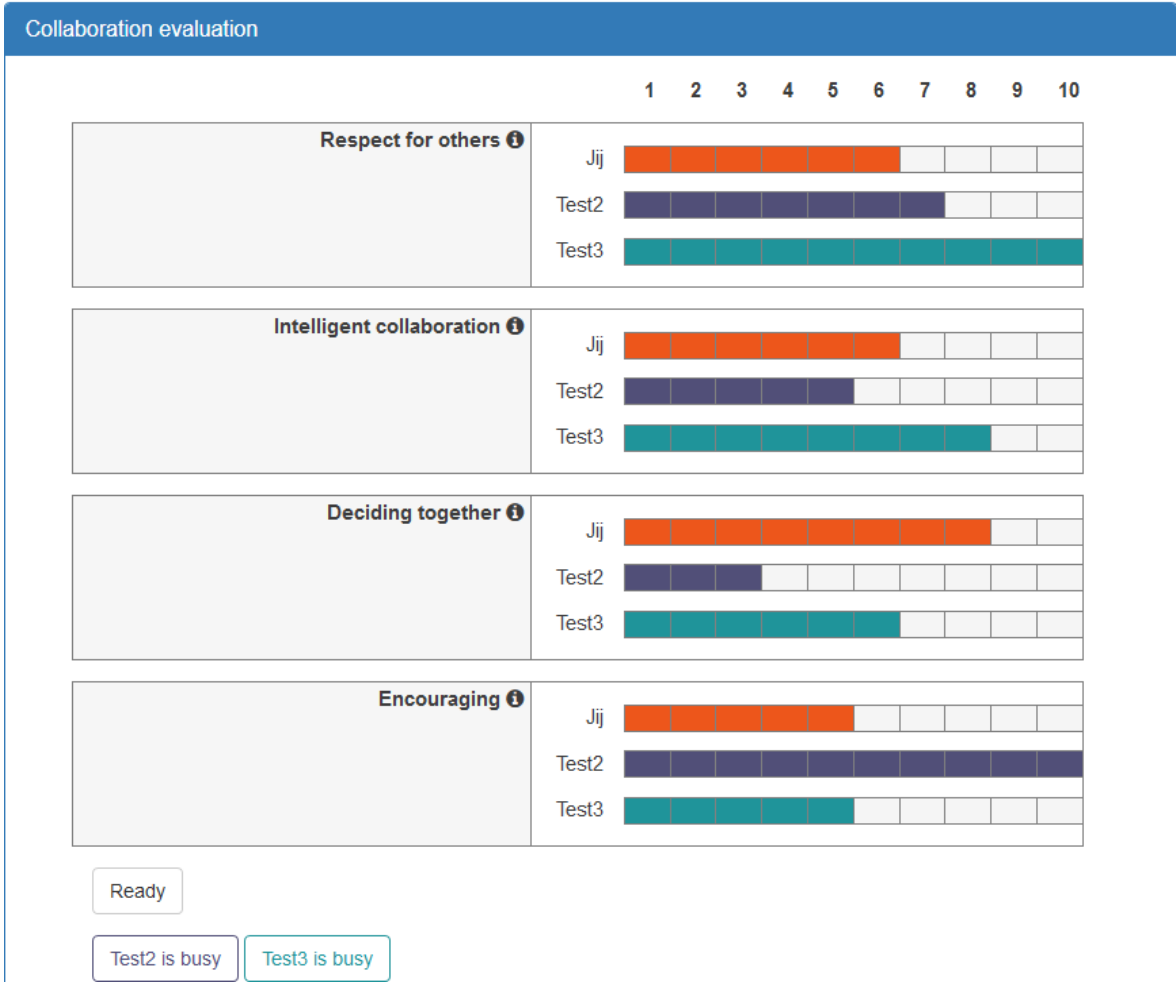 Collaboration evaluation
1 2 3 4 5 6 7 8 9 10
Respect for others
Jij
Test2
Test3
Intelligent collaboration
Jij
Test2
Test3
Deciding together
Jij
Test2
Test3
Encouraging
Jij
Test2
Test3
Ready
Test2 is busy Test3 is busy